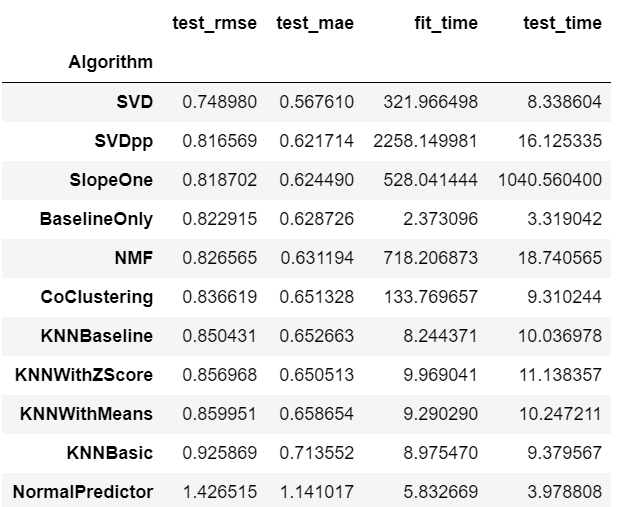 test_rmse test_mae fit_time test_time
Algorithm
SVD 0.748980 0.567610 321.966498 8.338604
SVDpp 0.816569 0.621714 2258.149981 16.125335
SlopeOne 0.818702 0.624490 528.041444 1040.560400
BaselineOnly 0.822915 0.628726 2.373096 3.319042
NMF 0.826565 0.631194 718.206873 18.740565
CoClustering 0.836619 0.651328 133.769657 9.310244
KNNBaseline 0.850431 0.652663 8.244371 10.036978
KNNWithZScore 0.856968 0.650513 9.969041 11.138357
KNNWithMeans 0.859951 0.658654 9.290290 10.247211
KNNBasic 0.925869 0.713552 8.975470 9.379567
NormalPredictor 1.426515 1.141017 5.832669 3.978808